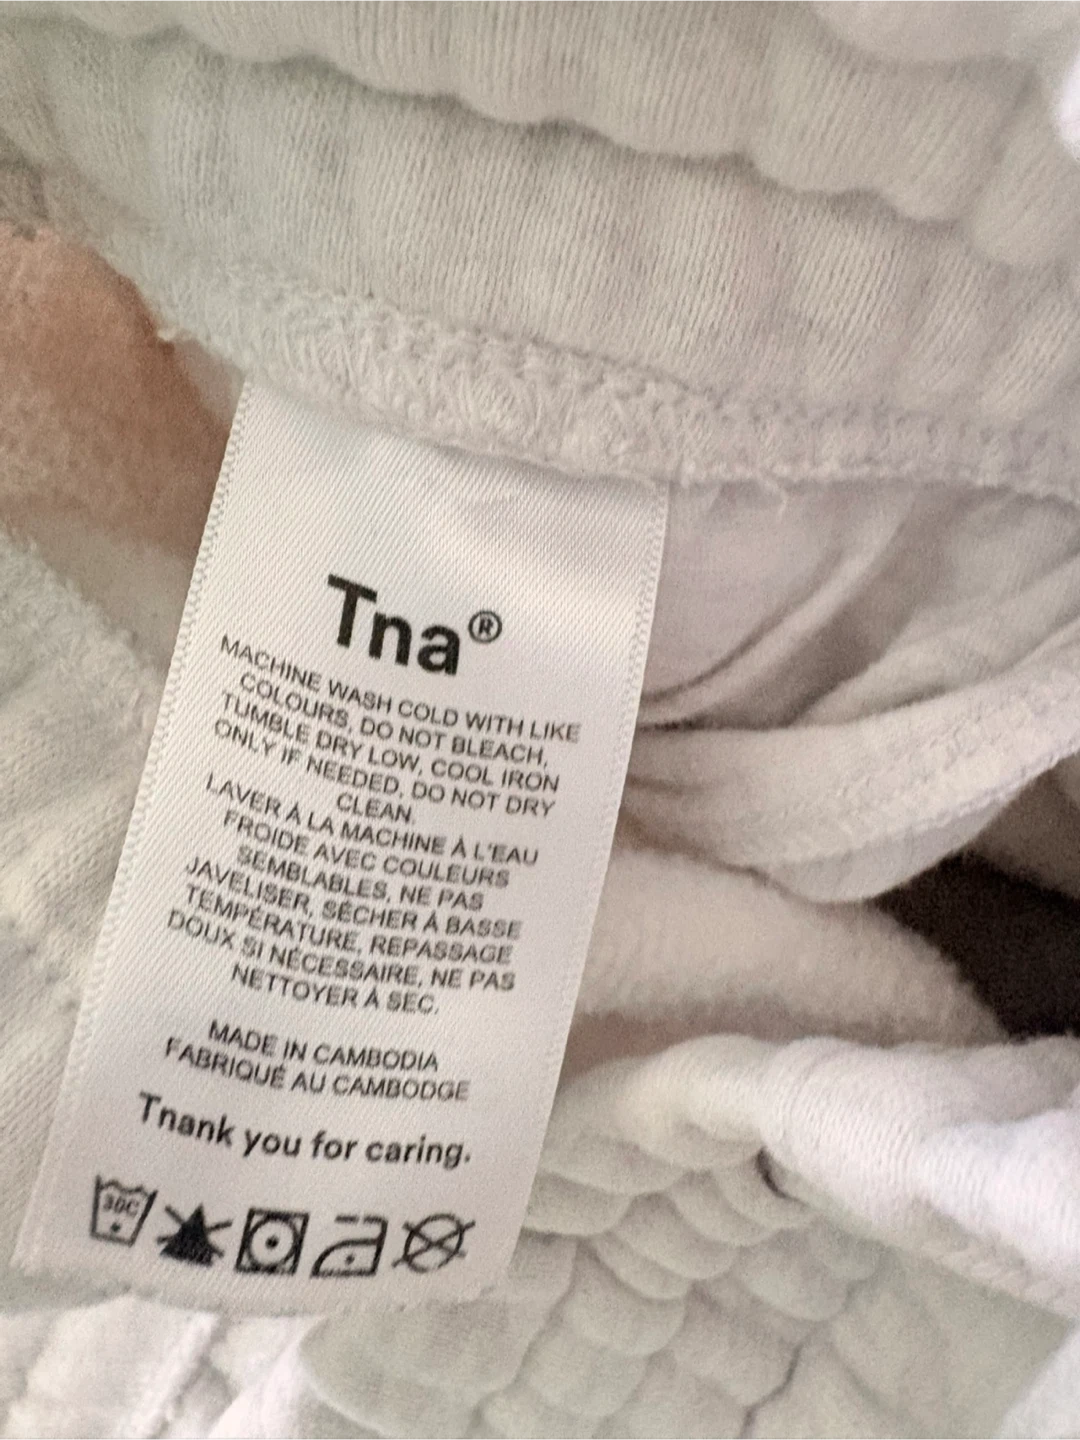 Tna®
MACHINE WASH COLD WITH LIKE
COLOURS, DO NOT BLEACH,
TUMBLE DRY LOW, COOL IRON
ONLY IF NEEDED, DO NOT DRY
CLEAN.
LAVER À LA MACHINE À L'EAU
FROIDE AVEC COULEURS
SEMBLABLES, NE PAS
JAVELISER, SÉCHER À BASSE
TEMPÉRATURE, REPASSAGE
DOUX SI NÉCESSAIRE, NE PAS
NETTOYER À SEC.
MADE IN CAMBODIA
FABRIQUÉ AU CAMBODGE
Tnank you for caring.
30C